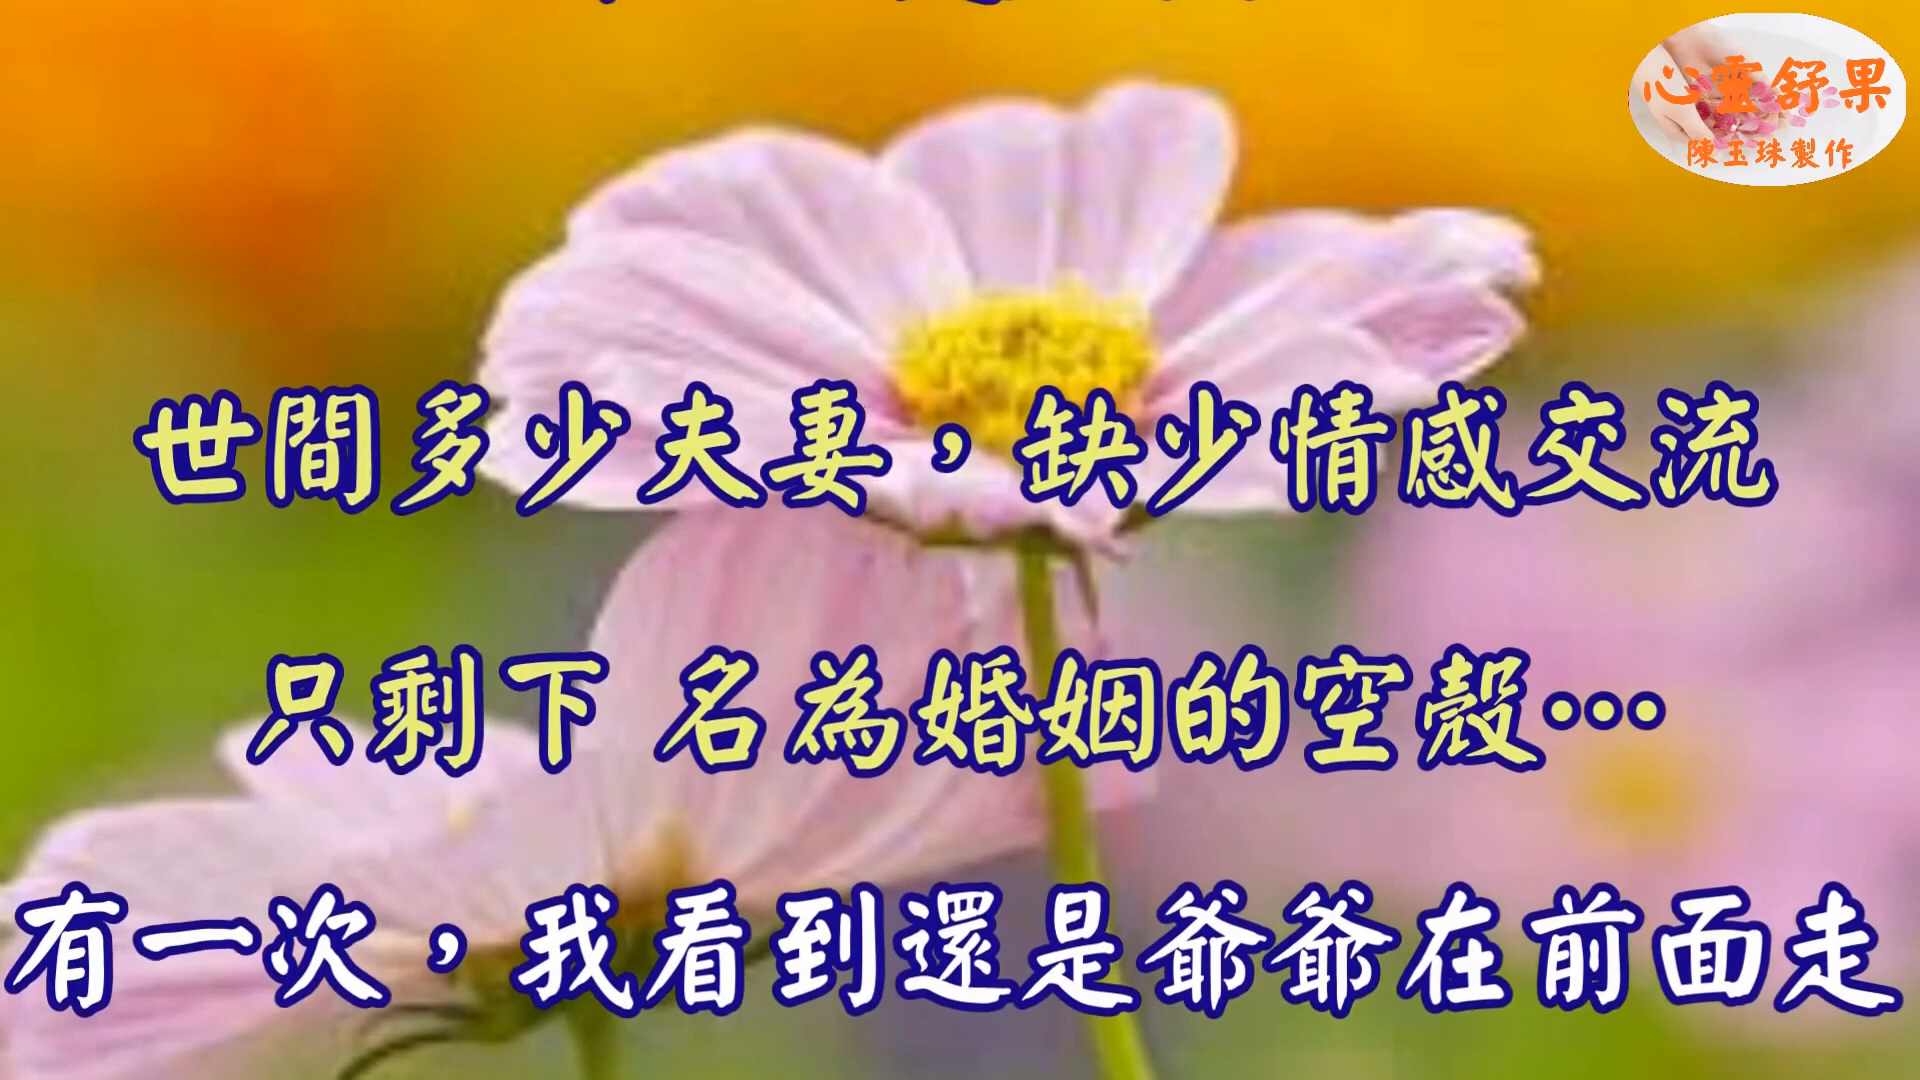 心靈舒果
陳玉珠製作
世間多少夫妻，缺少情感交流
只剩下 名為婚姻的空殼…
有一次，我看到還是爺爺在前面走